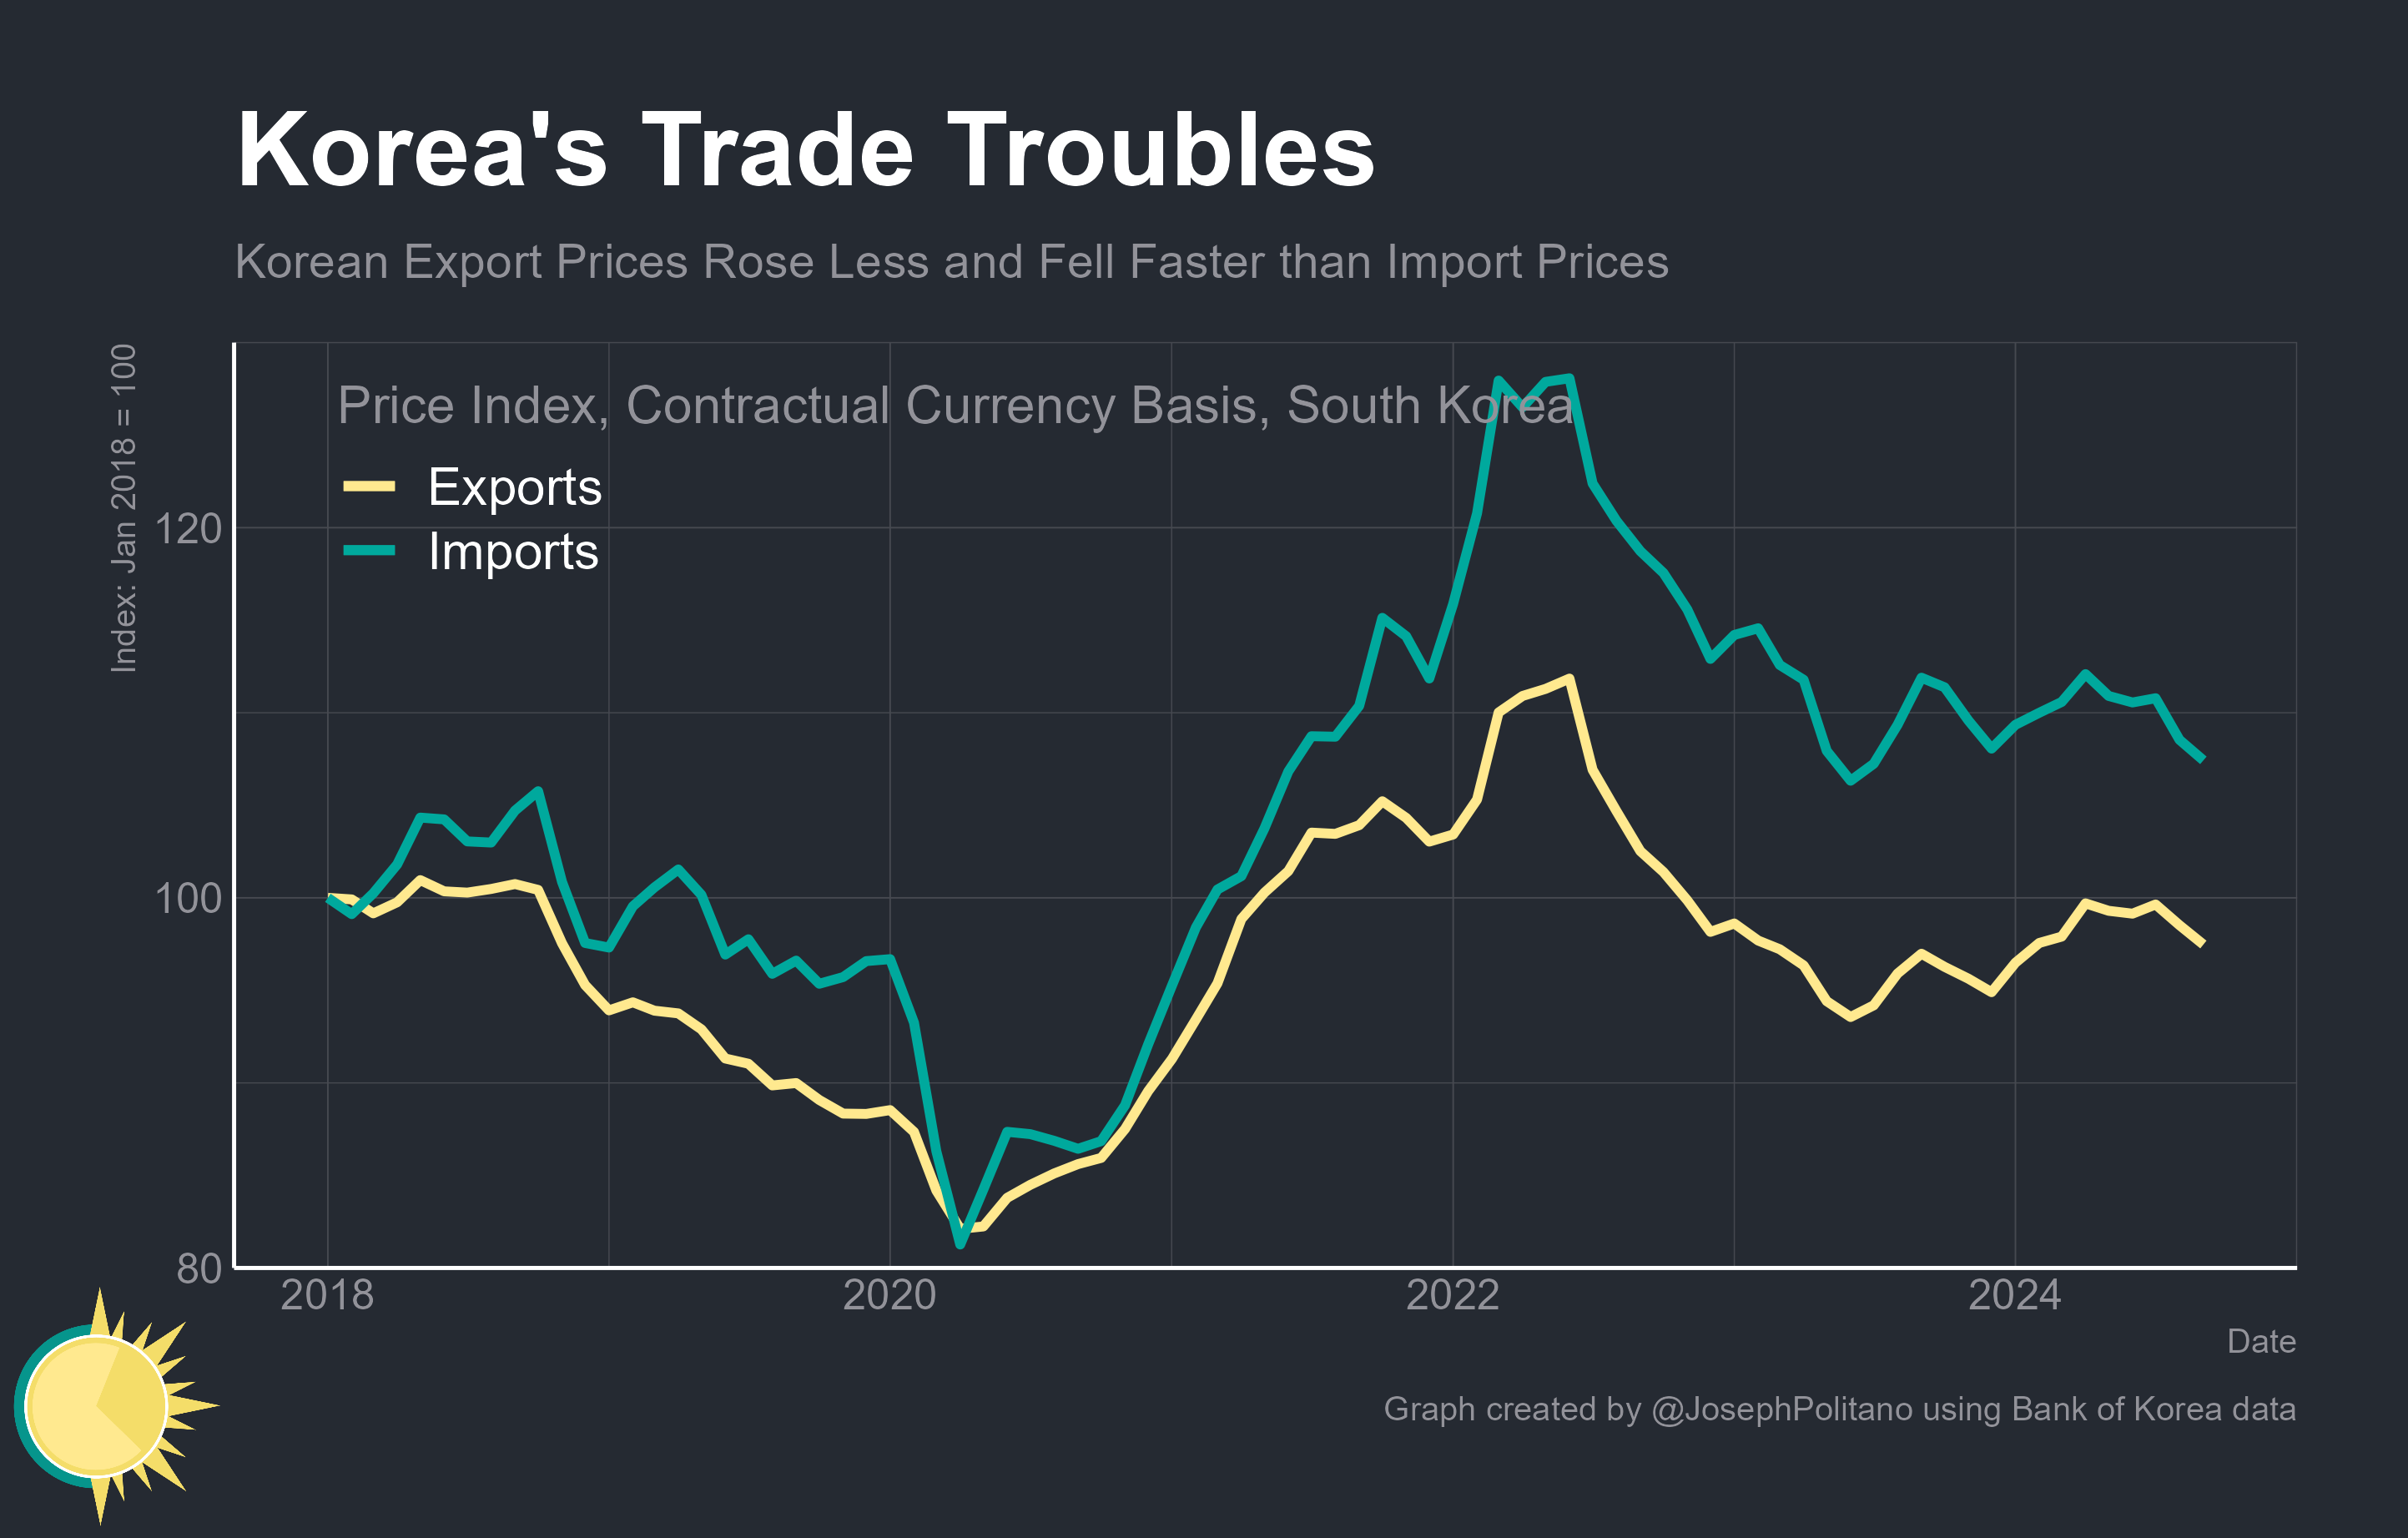 Korea's Trade Troubles
Korean Export Prices Rose Less and Fell Faster than Import Prices
Index: Jan 2018 = 100
Price Index, Contractual Currency Basis, South Korea
Exports
Imports
120
100
80
2018
2020
2022
2024
Date
Graph created by @JosephPolitano using Bank of Korea data